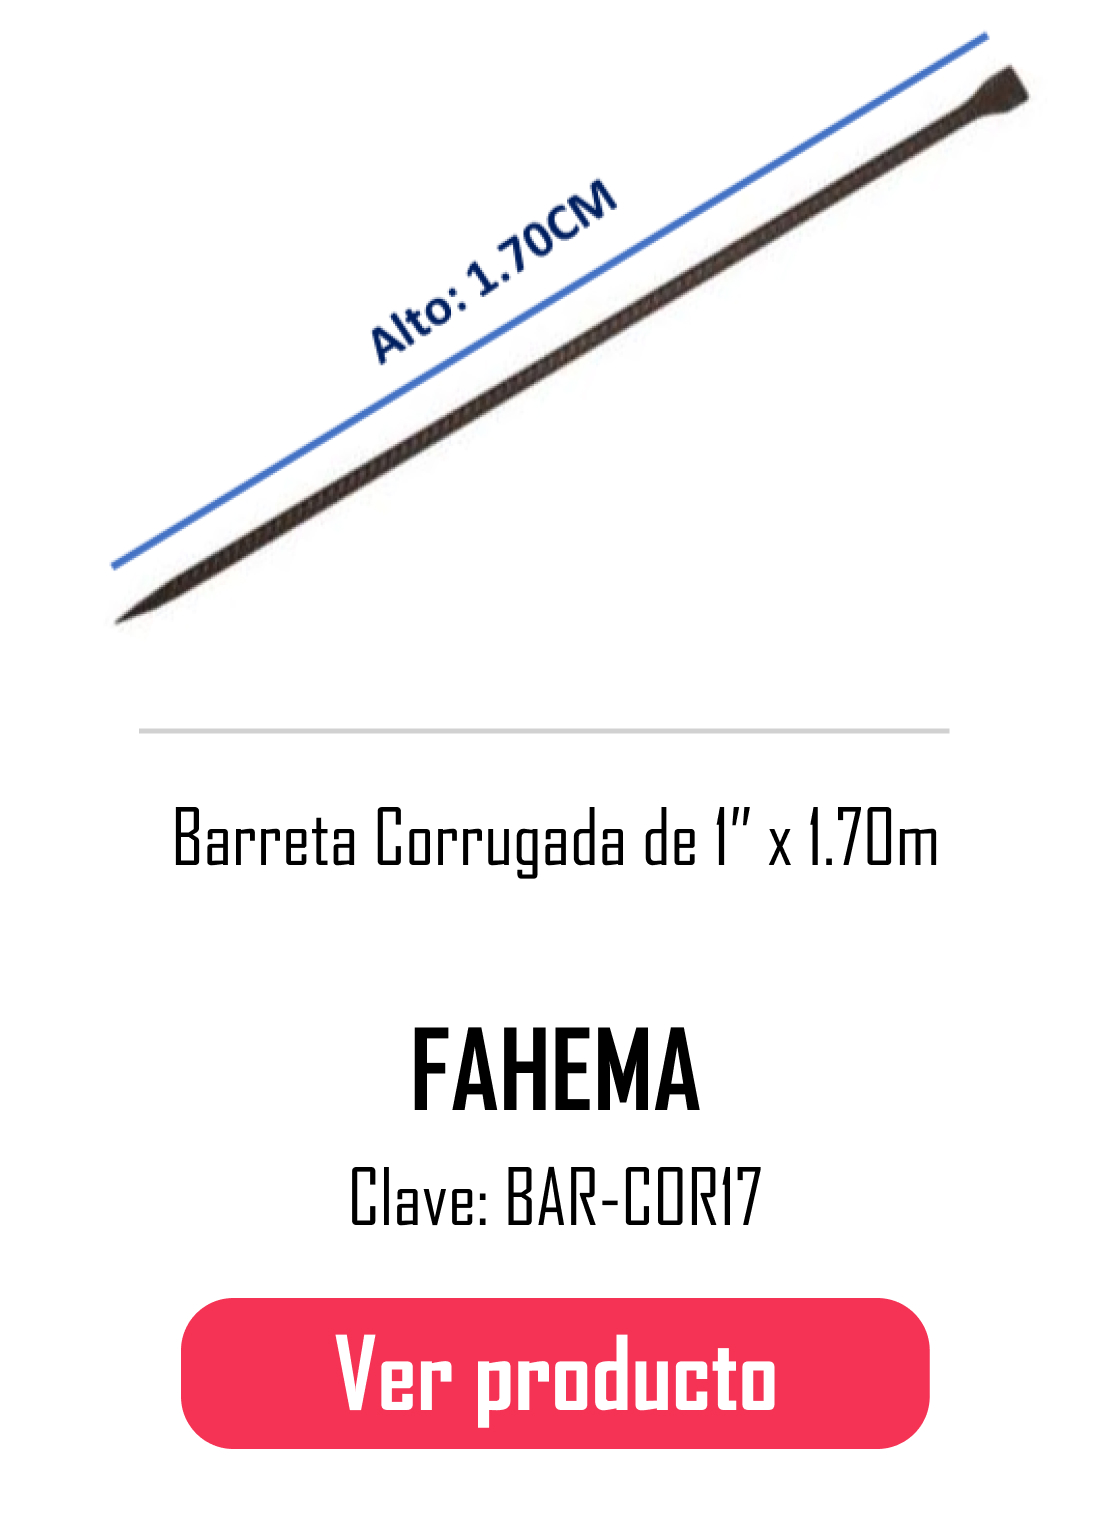 Alto: 1.70CM
Barreta Corrugada de 1" x 1.70m
FAHEMA
Clave: BAR-COR17
Ver producto